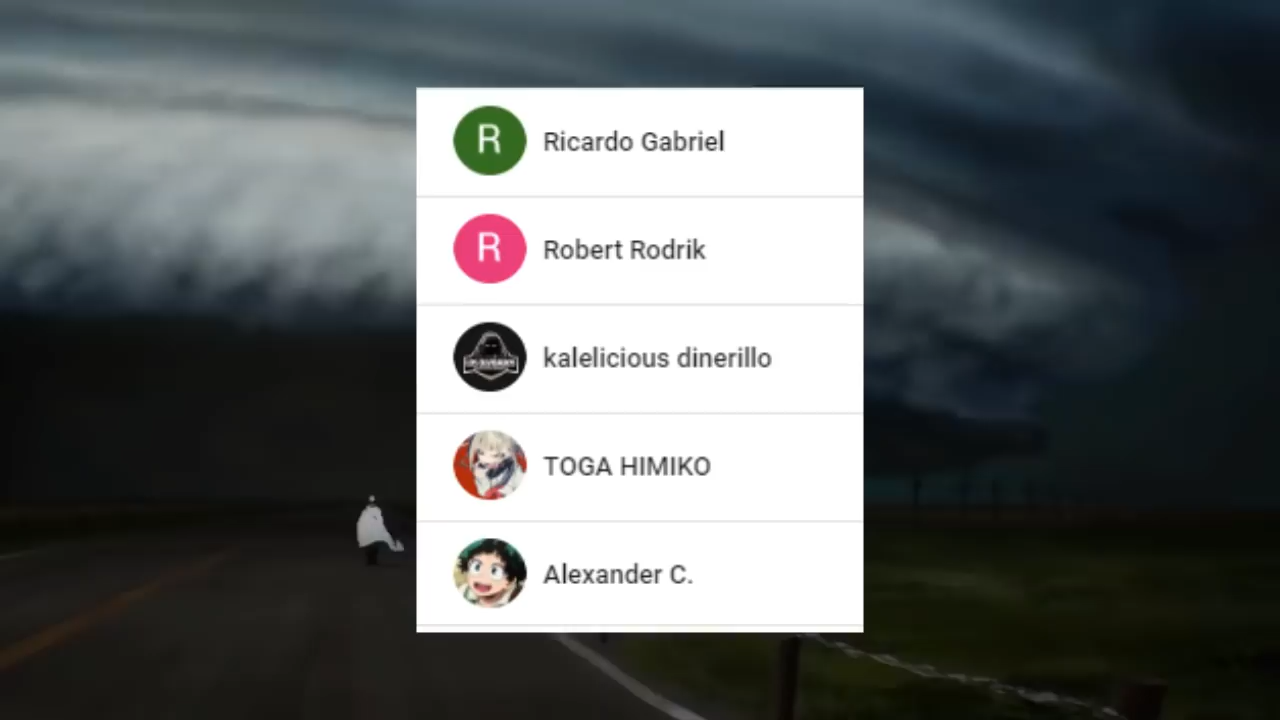 R Ricardo Gabriel
R Robert Rodrik
kalelicious dinerillo
TOGA HIMIKO
Alexander C.